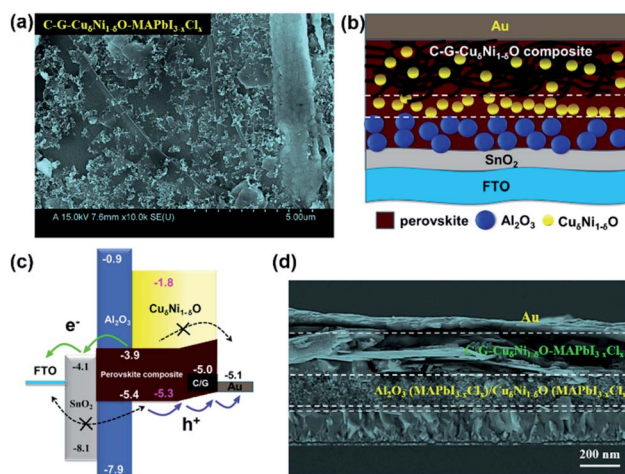 (a)
C-G-CuδNi1-δO-MAPbI3-xClx
A 15.0kV 7.6mm x10.0k SE(U)
5.00um
(b)
Au
C-G-CuδNi1-δO composite
SnO2
FTO
perovskite Al2O3 CuδNi1-δO
(c)
-0.9
-1.8
Al2O3
CuδNi1-δO
e-
-3.9
-4.1
FTO
Perovskite composite
-5.0
C/G
-5.1
Au
-5.4
-5.3
SnO2
h+
-8.1
-7.9
(d)
Au
C-G-CuδNi1-δO-MAPbI3-xClx
Al2O3 (MAPbI3-xClx)/CuδNi1-δO (MAPbI3-xClx)
200 nm